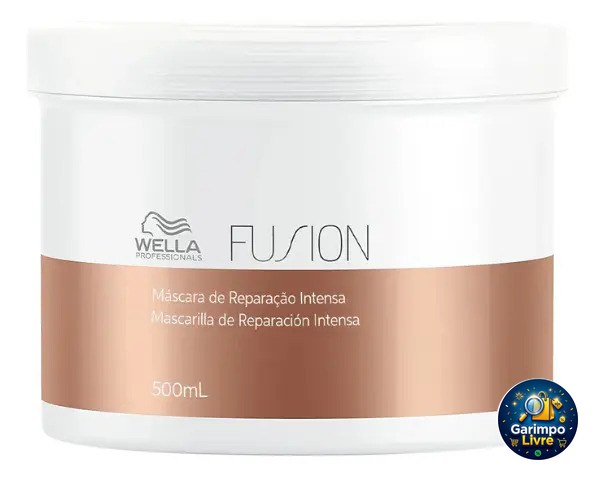 WELLA
PROFESSIONALS
FUSION
Máscara de Reparação Intensa
Mascarilla de Reparación Intensa
500mL
Garimpo
Livre